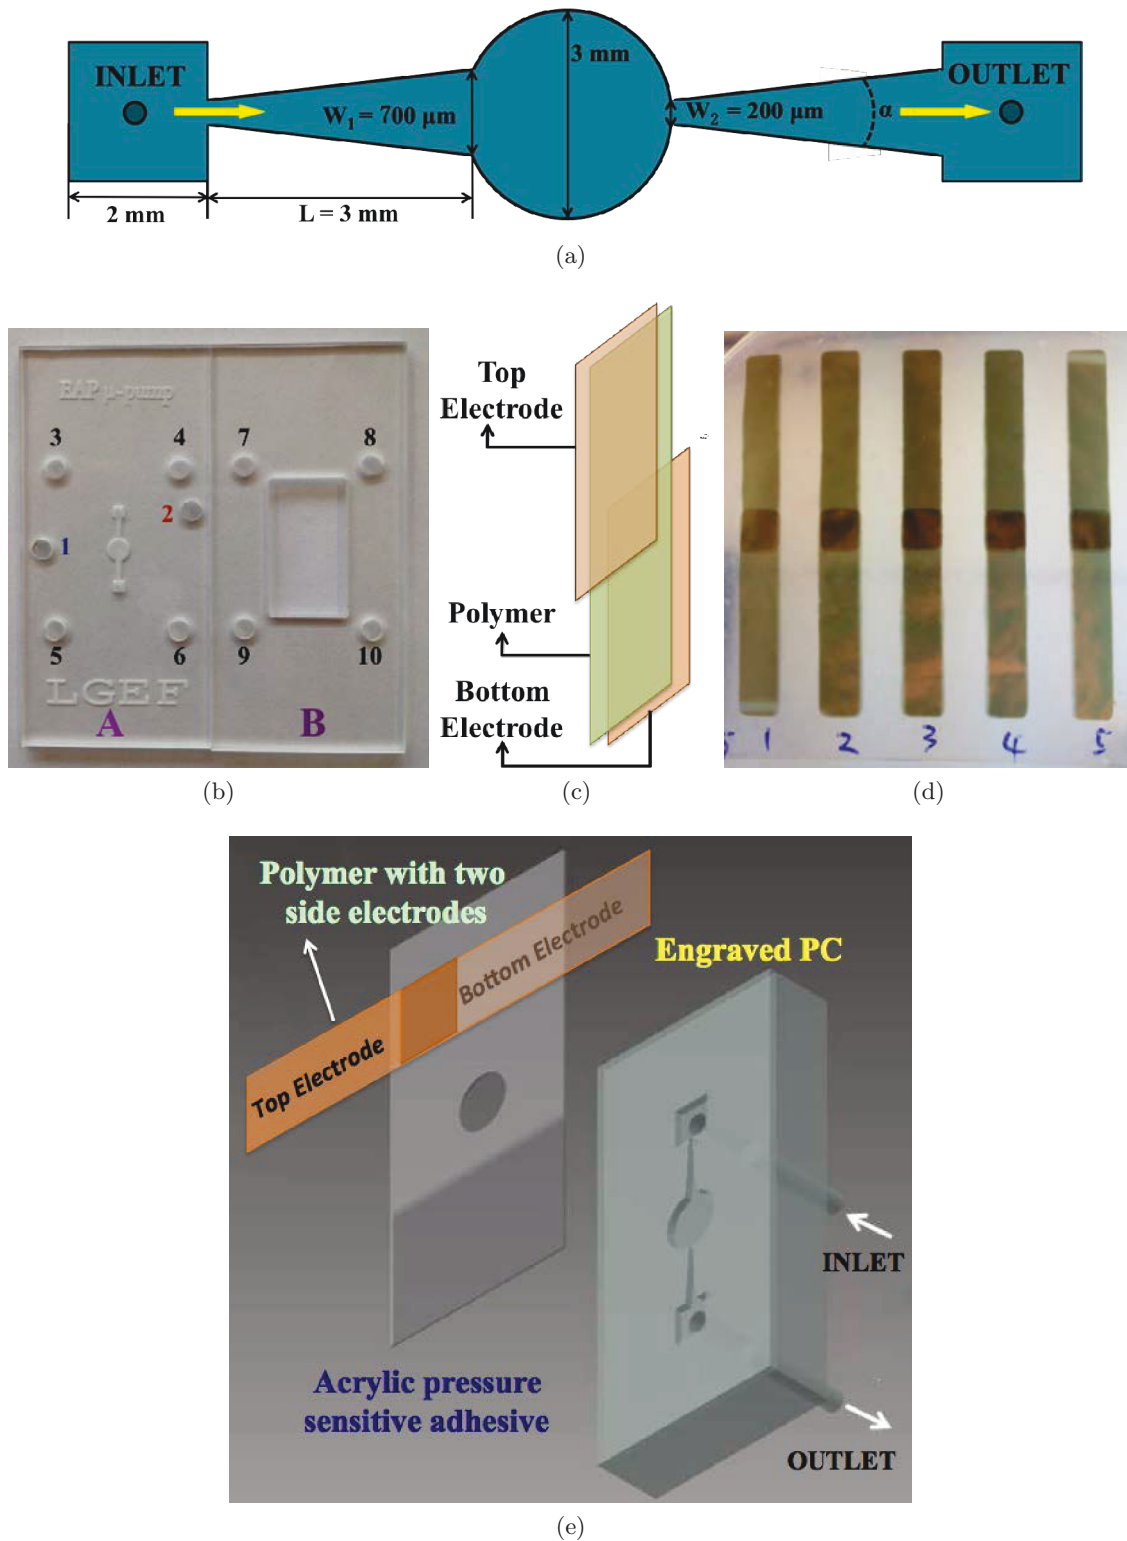 INLET
3 mm
W₁ = 700 µm
W₂ = 200 µm
α
OUTLET
2 mm
L = 3 mm
(a)
EAP µ-pump
3
4
7
8
2
1
5
6
9
10
LGEF
A
B
(b)
Top
Electrode
Polymer
Bottom
Electrode
(c)
1
2
3
4
5
(d)
Polymer with two
side electrodes
Bottom Electrode
Top Electrode
Engraved PC
INLET
Acrylic pressure
sensitive adhesive
OUTLET
(e)